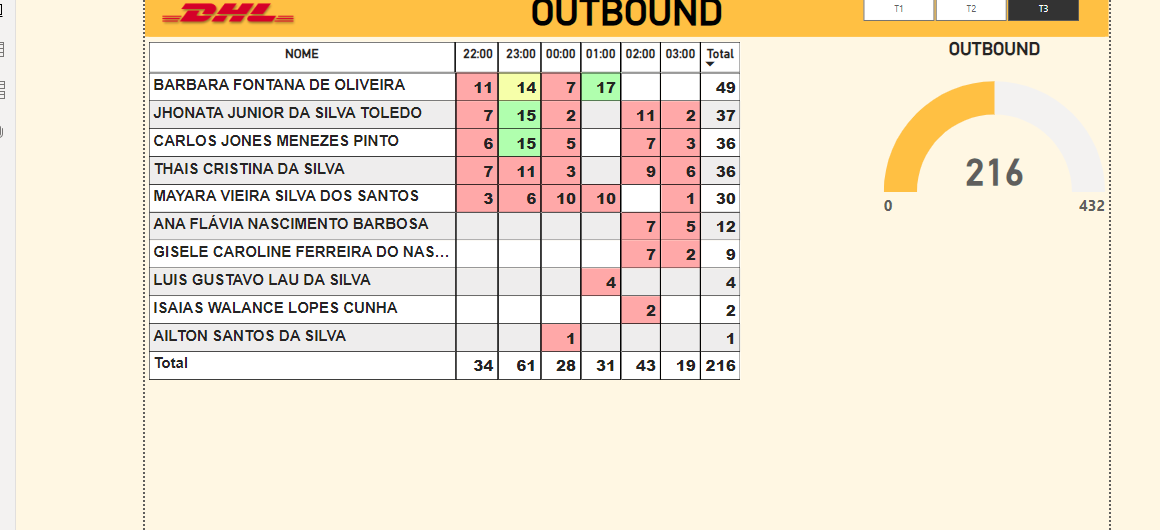 DHL OUTBOUND T1 T2 T3
NOME 22:00 23:00 00:00 01:00 02:00 03:00 Total
BARBARA FONTANA DE OLIVEIRA 11 14 7 17 49
JHONATA JUNIOR DA SILVA TOLEDO 7 15 2 11 2 37
CARLOS JONES MENEZES PINTO 6 15 5 7 3 36
THAIS CRISTINA DA SILVA 7 11 3 9 6 36
MAYARA VIEIRA SILVA DOS SANTOS 3 6 10 10 1 30
ANA FLÁVIA NASCIMENTO BARBOSA 7 5 12
GISELE CAROLINE FERREIRA DO NAS... 7 2 9
LUIS GUSTAVO LAU DA SILVA 4 4
ISAIAS WALANCE LOPES CUNHA 2 2
AILTON SANTOS DA SILVA 1 1
Total 34 61 28 31 43 19 216
OUTBOUND
216
0 432